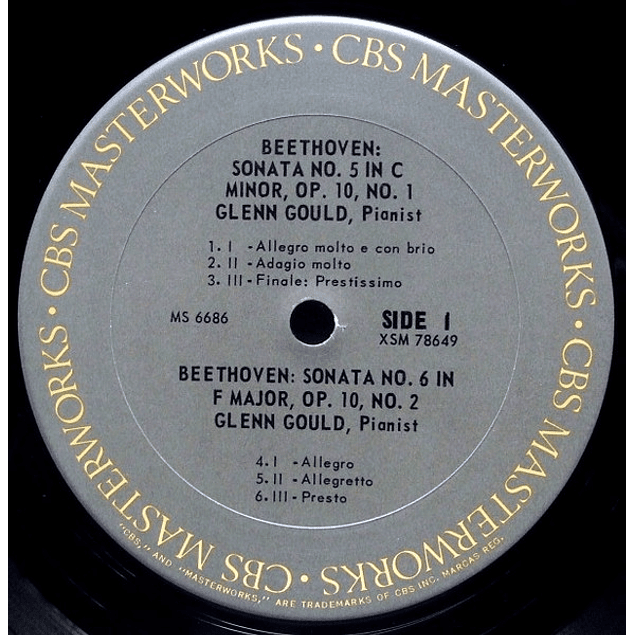 CBS MASTERWORKS • CBS MASTERWORKS • CBS MASTERWORKS • CBS MASTERWORKS •
BEETHOVEN:
SONATA NO. 5 IN C
MINOR, OP. 10, NO. 1
GLENN GOULD, Pianist
1. I - Allegro molto e con brio
2. II - Adagio molto
3. III - Finale: Prestissimo
MS 6686
SIDE 1
XSM 78649
BEETHOVEN: SONATA NO. 6 IN
F MAJOR, OP. 10, NO. 2
GLENN GOULD, Pianist
4. I - Allegro
5. II - Allegretto
6. III - Presto
"CBS," AND "MASTERWORKS," ARE TRADEMARKS OF CBS INC. MARCAS REG.